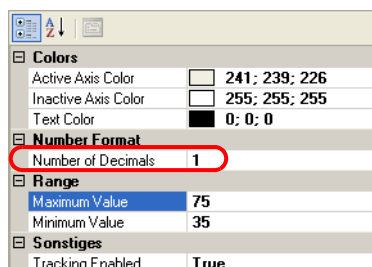 Colors
Active Axis Color 241; 239; 226
Inactive Axis Color 255; 255; 255
Text Color 0; 0; 0
Number Format
Number of Decimals 1
Range
Maximum Value 75
Minimum Value 35
Sonstiges
Tracking Enabled True